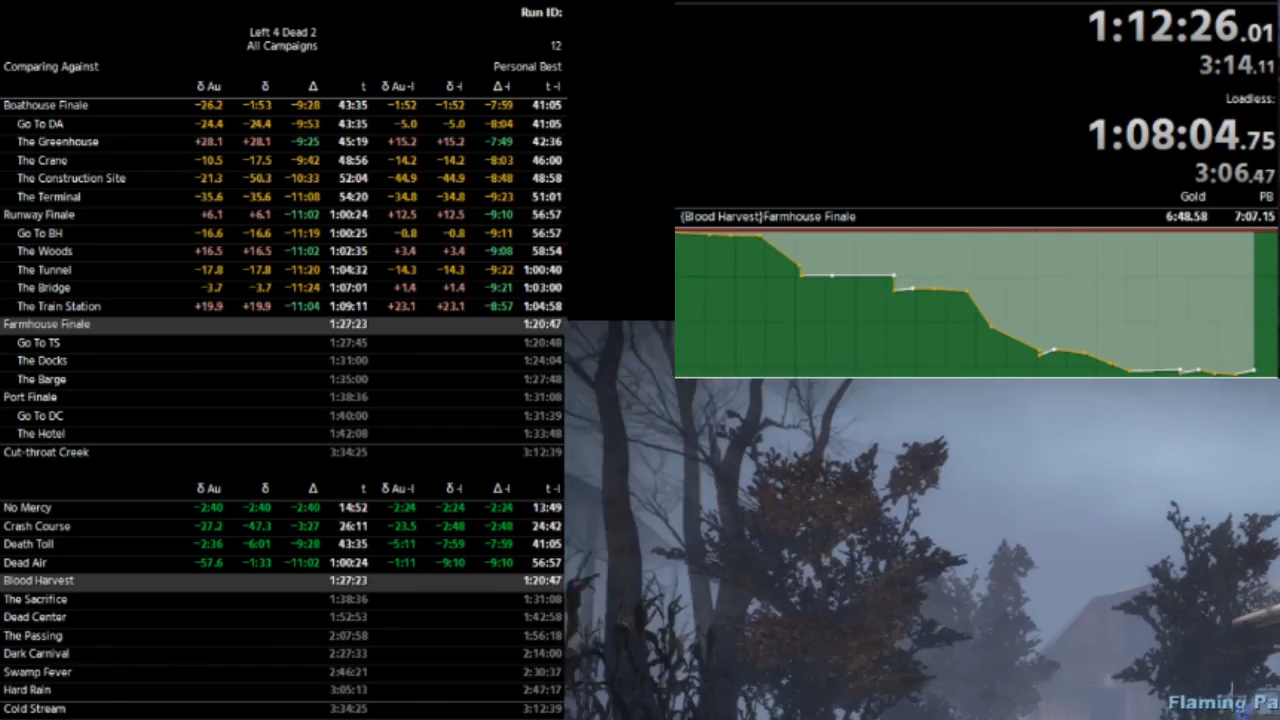 Run ID:
Left 4 Dead 2
All Campaigns
12
Comparing Against Personal Best
δ Au δ Δ t δ Au -l δ -l Δ -l t -l
Boathouse Finale −26.2 −1:53 −9:28 43:35 −1:52 −1:52 −7:59 41:05
Go To DA −24.4 −24.4 −9:53 43:35 −5.0 −5.0 −8:04 41:05
The Greenhouse +28.1 +28.1 −9:25 45:19 +15.2 +15.2 −7:49 42:36
The Crane −10.5 −17.5 −9:42 48:56 −14.2 −14.2 −8:03 46:00
The Construction Site −21.3 −50.3 −10:33 52:04 −44.9 −44.9 −8:48 48:58
The Terminal −35.6 −35.6 −11:08 54:20 −34.8 −34.8 −9:23 51:01
Runway Finale +6.1 +6.1 −11:02 1:00:24 +12.5 +12.5 −9:10 56:57
Go To BH −16.6 −16.6 −11:19 1:00:25 −0.8 −0.8 −9:11 56:57
The Woods +16.5 +16.5 −11:02 1:02:35 +3.4 +3.4 −9:08 58:54
The Tunnel −17.8 −17.8 −11:20 1:04:32 −14.3 −14.3 −9:22 1:00:40
The Bridge −3.7 −3.7 −11:24 1:07:01 +1.4 +1.4 −9:21 1:03:00
The Train Station +19.9 +19.9 −11:04 1:09:11 +23.1 +23.1 −8:57 1:04:58
Farmhouse Finale 1:27:23 1:20:47
Go To TS 1:27:45 1:20:48
The Docks 1:31:00 1:24:04
The Barge 1:35:00 1:27:48
Port Finale 1:38:36 1:31:08
Go To DC 1:40:00 1:31:39
The Hotel 1:42:08 1:33:48
Cut-throat Creek 3:34:25 3:12:39
δ Au δ Δ t δ Au -l δ -l Δ -l t -l
No Mercy −2:40 −2:40 −2:40 14:52 −2:24 −2:24 −2:24 13:49
Crash Course −27.2 −47.3 −3:27 26:11 −23.5 −2:48 −2:48 24:42
Death Toll −2:36 −6:01 −9:28 43:35 −5:11 −7:59 −7:59 41:05
Dead Air −57.6 −1:33 −11:02 1:00:24 −1:11 −9:10 −9:10 56:57
Blood Harvest 1:27:23 1:20:47
The Sacrifice 1:38:36 1:31:08
Dead Center 1:52:53 1:42:58
The Passing 2:07:58 1:56:18
Dark Carnival 2:27:33 2:14:00
Swamp Fever 2:46:21 2:30:37
Hard Rain 3:05:13 2:47:17
Cold Stream 3:34:25 3:12:39
1:12:26.01
3:14.11
Loadless:
1:08:04.75
3:06.47
Gold PB
{Blood Harvest}Farmhouse Finale 6:48.58 7:07.15
Flaming Pa